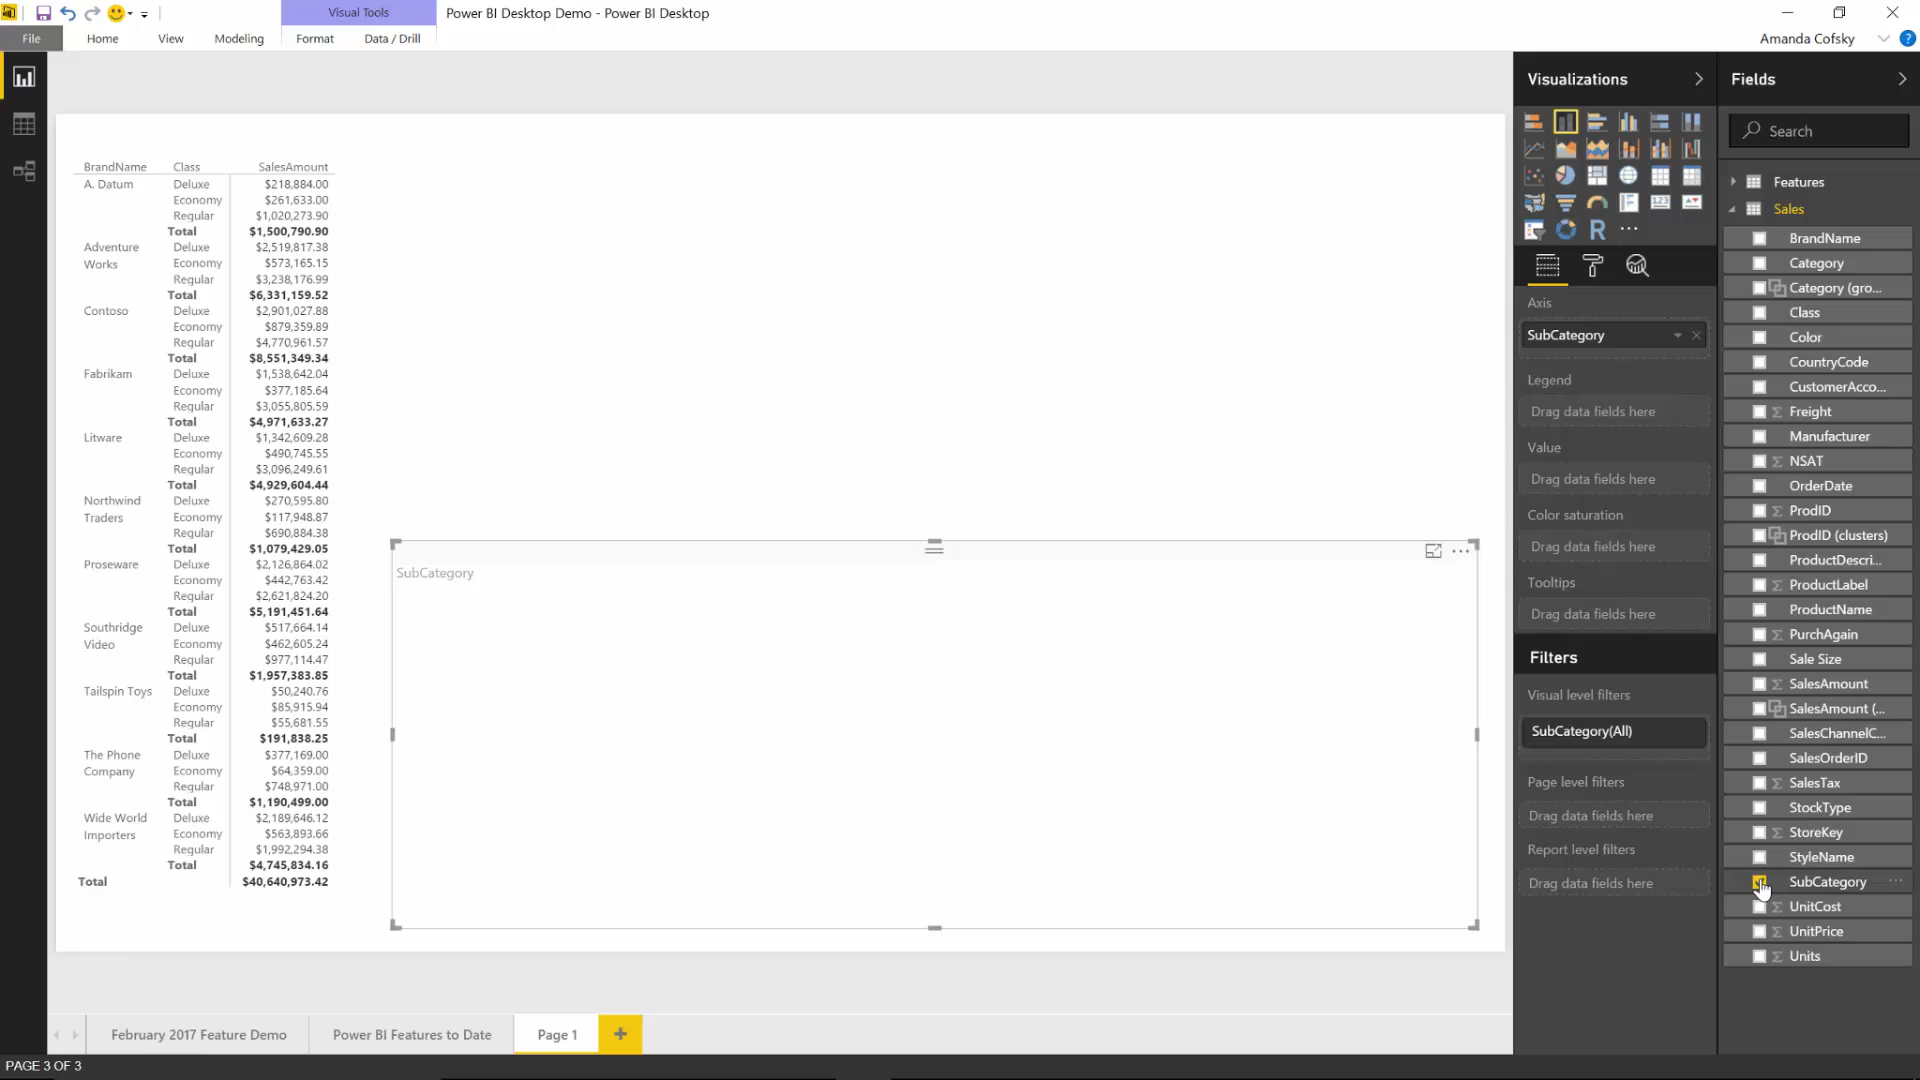 Visual Tools
Power BI Desktop Demo - Power BI Desktop
File
Home
View
Modeling
Format
Data / Drill
Amanda Cofsky
?
BrandName Class SalesAmount
A. Datum Deluxe $218,884.00
Economy $261,633.00
Regular $1,020,273.90
Total $1,500,790.90
Adventure Deluxe $2,519,817.38
Works Economy $573,165.15
Regular $3,238,176.99
Total $6,331,159.52
Contoso Deluxe $2,901,027.88
Economy $879,359.89
Regular $4,770,961.57
Total $8,551,349.34
Fabrikam Deluxe $1,538,642.04
Economy $377,185.64
Regular $3,055,805.59
Total $4,971,633.27
Litware Deluxe $1,342,609.28
Economy $490,745.55
Regular $3,096,249.61
Total $4,929,604.44
Northwind Deluxe $270,595.80
Traders Economy $117,948.87
Regular $690,884.38
Total $1,079,429.05
Proseware Deluxe $2,126,864.02
Economy $442,763.42
Regular $2,621,824.20
Total $5,191,451.64
Southridge Deluxe $517,664.14
Video Economy $462,605.24
Regular $977,114.47
Total $1,957,383.85
Tailspin Toys Deluxe $50,240.76
Economy $85,915.94
Regular $55,681.55
Total $191,838.25
The Phone Deluxe $377,169.00
Company Economy $64,359.00
Regular $748,971.00
Total $1,190,499.00
Wide World Deluxe $2,189,646.12
Importers Economy $563,893.66
Regular $1,992,294.38
Total $4,745,834.16
Total $40,640,973.42
SubCategory
Visualizations
R
Axis
SubCategory
Legend
Drag data fields here
Value
Drag data fields here
Color saturation
Drag data fields here
Tooltips
Drag data fields here
Filters
Visual level filters
SubCategory(All)
Page level filters
Drag data fields here
Report level filters
Drag data fields here
Fields
Search
Features
Sales
BrandName
Category
Category (gro...
Class
Color
CountryCode
CustomerAcco...
Σ Freight
Manufacturer
Σ NSAT
OrderDate
Σ ProdID
ProdID (clusters)
ProductDescri...
Σ ProductLabel
ProductName
Σ PurchAgain
Sale Size
Σ SalesAmount
SalesAmount (...
SalesChannelC...
SalesOrderID
Σ SalesTax
StockType
Σ StoreKey
StyleName
SubCategory
Σ UnitCost
Σ UnitPrice
Σ Units
February 2017 Feature Demo
Power BI Features to Date
Page 1
+
PAGE 3 OF 3